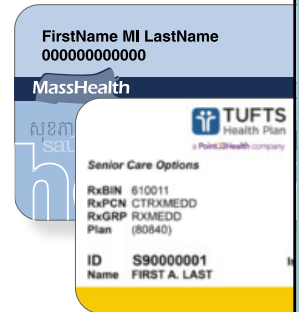 FirstName MI LastName
000000000000
MassHealth
TUFTS
Health Plan
a Point32Health company
Senior Care Options
RxBIN 610011
RxPCN CTRXMEDD
RxGRP RXMEDD
Plan (80840)
ID S90000001
Name FIRST A. LAST